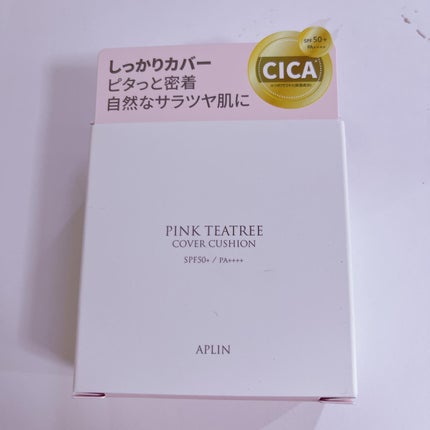 しっかりカバー
ピタっと密着
自然なサラツヤ肌に
SPF50+
PA++++
CICA
PINK TEATREE
COVER CUSHION
SPF50+ / PA++++
APLIN